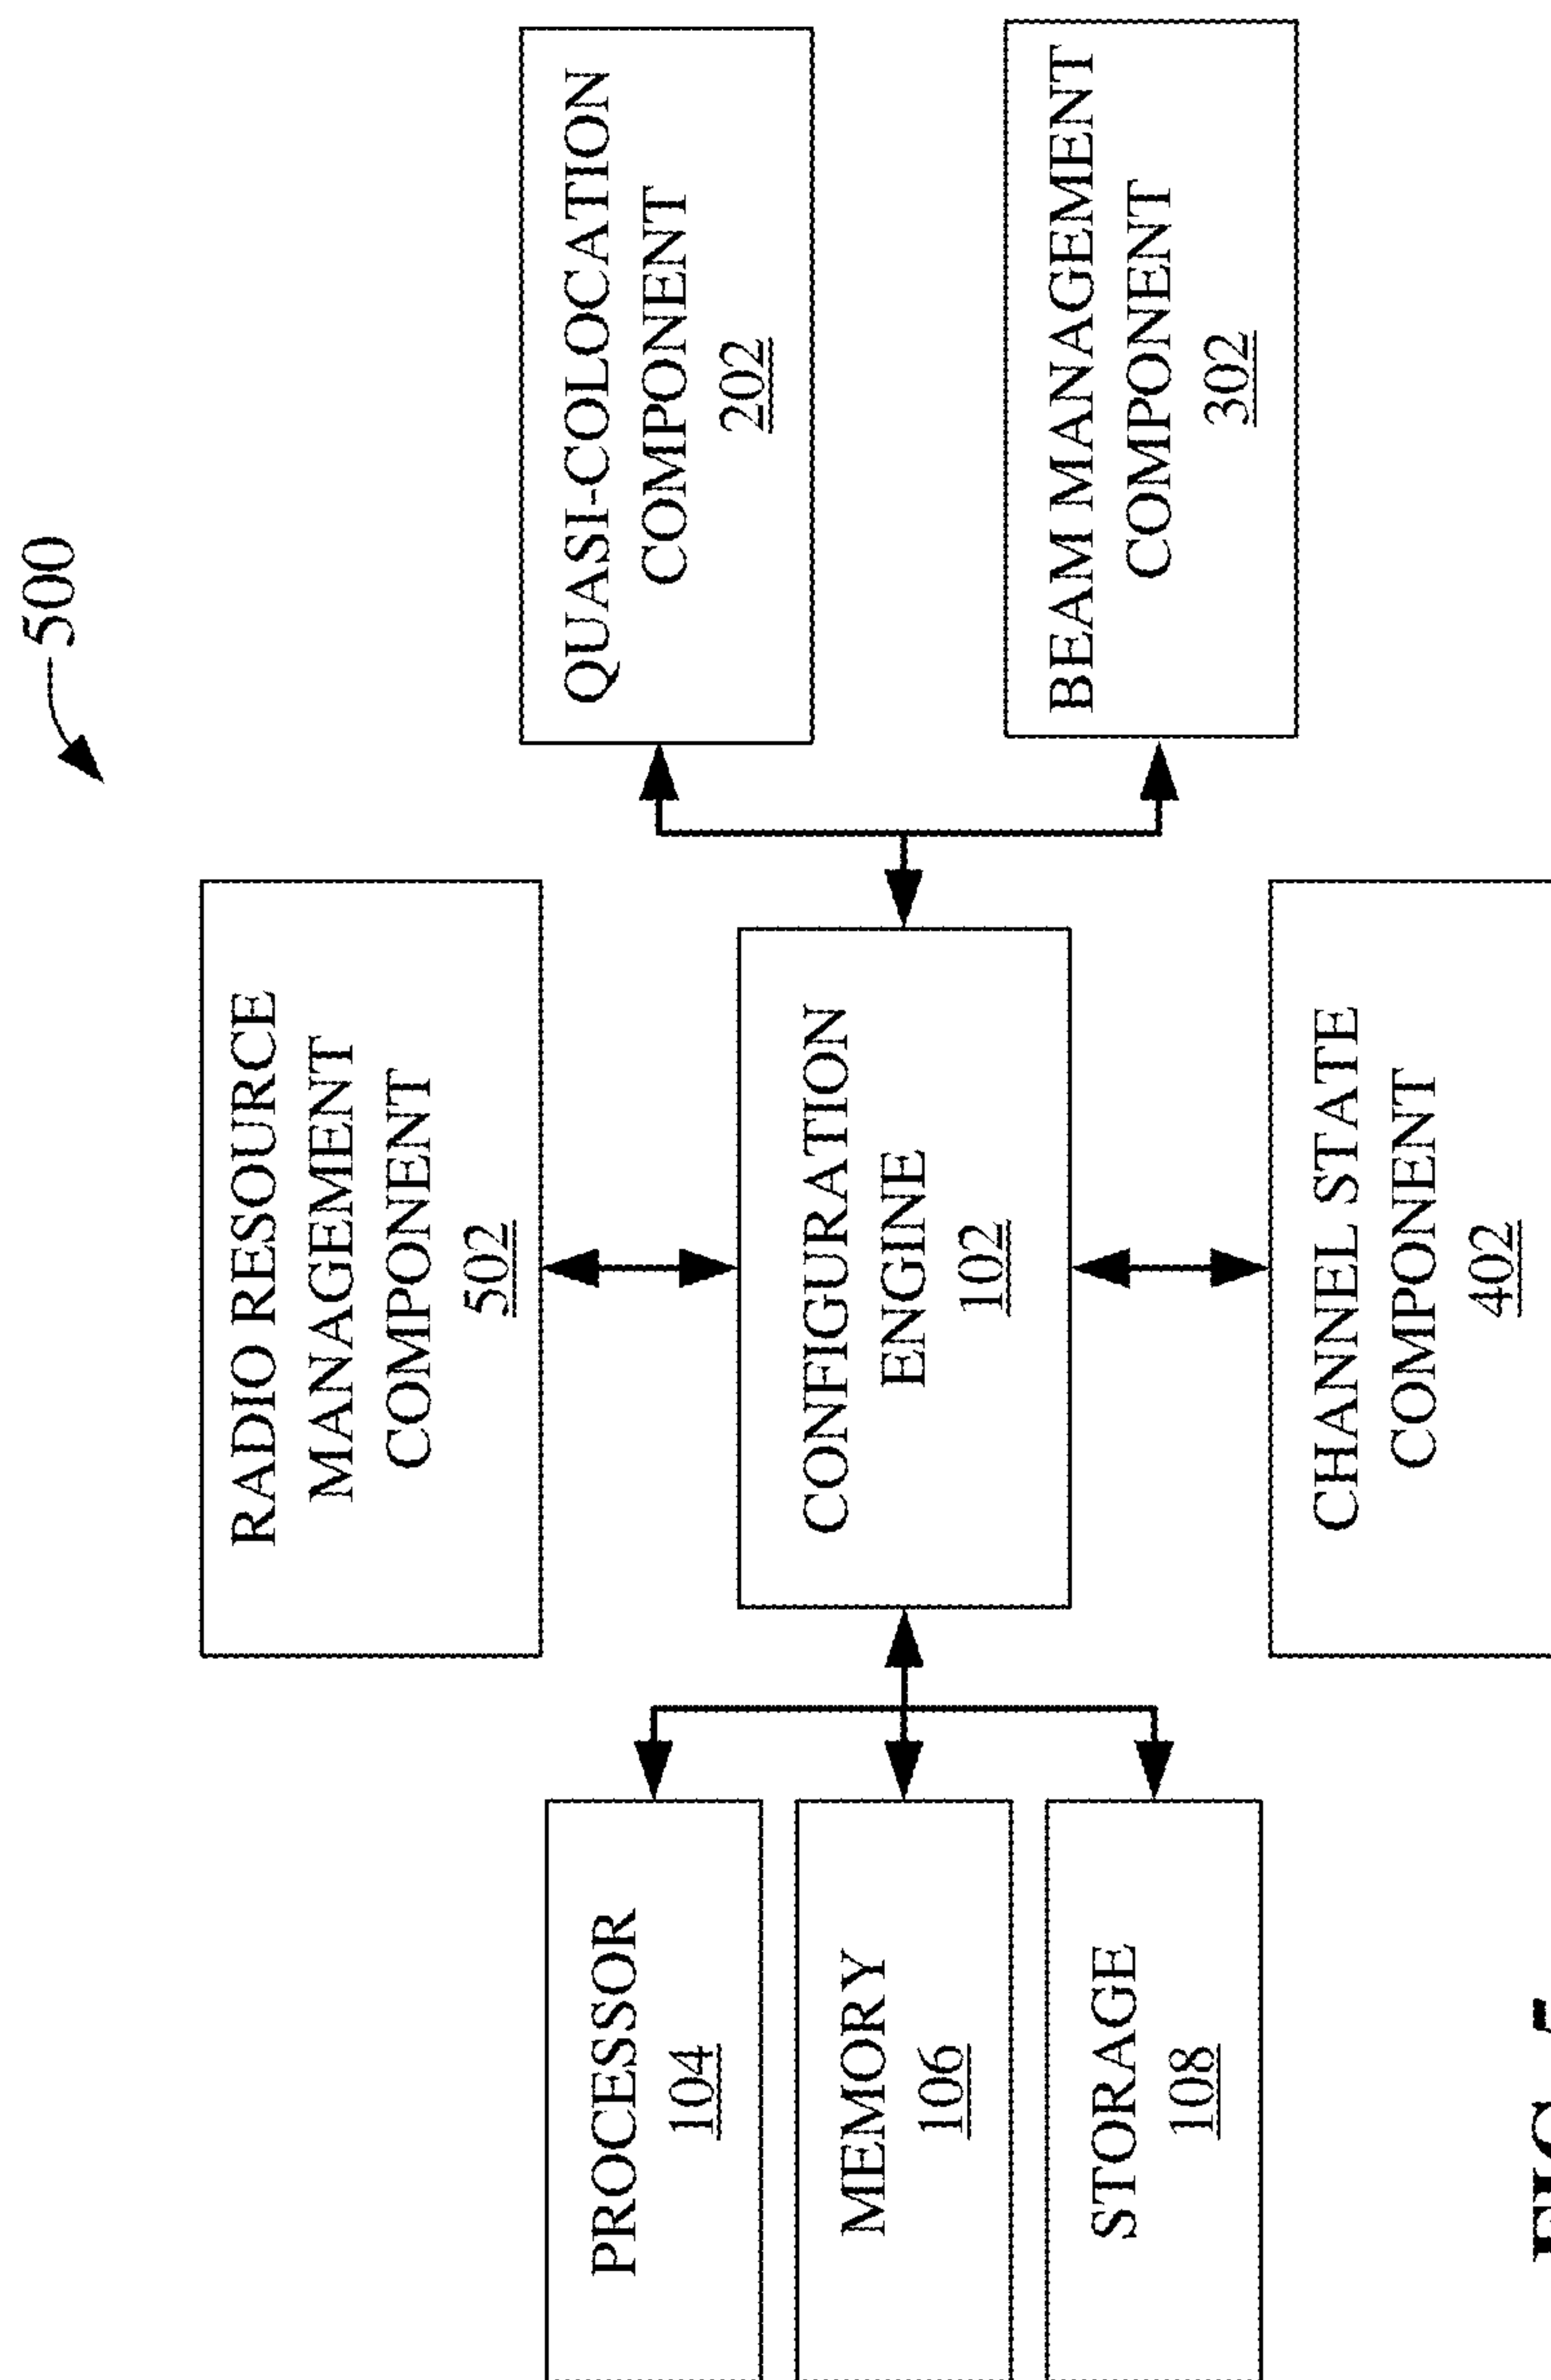 500
RADIO RESOURCE
MANAGEMENT
COMPONENT
502
PROCESSOR
104
MEMORY
106
STORAGE
108
CONFIGURATION
ENGINE
102
QUASI-COLOCATION
COMPONENT
202
BEAM MANAGEMENT
COMPONENT
302
CHANNEL STATE
COMPONENT
402